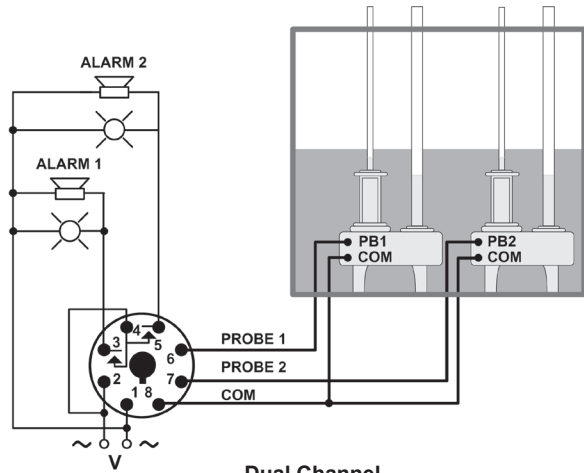 ALARM 2
ALARM 1
PB1
COM
PB2
COM
PROBE 1
PROBE 2
COM
4
5
3
6
2
7
1 8
~ ~
V
Dual Channel